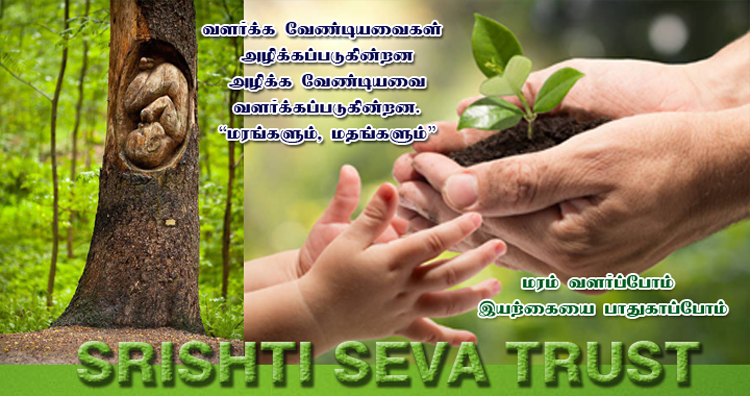 வளர்க்க வேண்டியவைகள்
அழிக்கப்படுகின்றன
அழிக்க வேண்டியவை
வளர்க்கப்படுகின்றன.
“மரங்களும், மதங்களும்”
மரம் வளர்ப்போம்
இயற்கையை பாதுகாப்போம்
SRISHTI SEVA TRUST